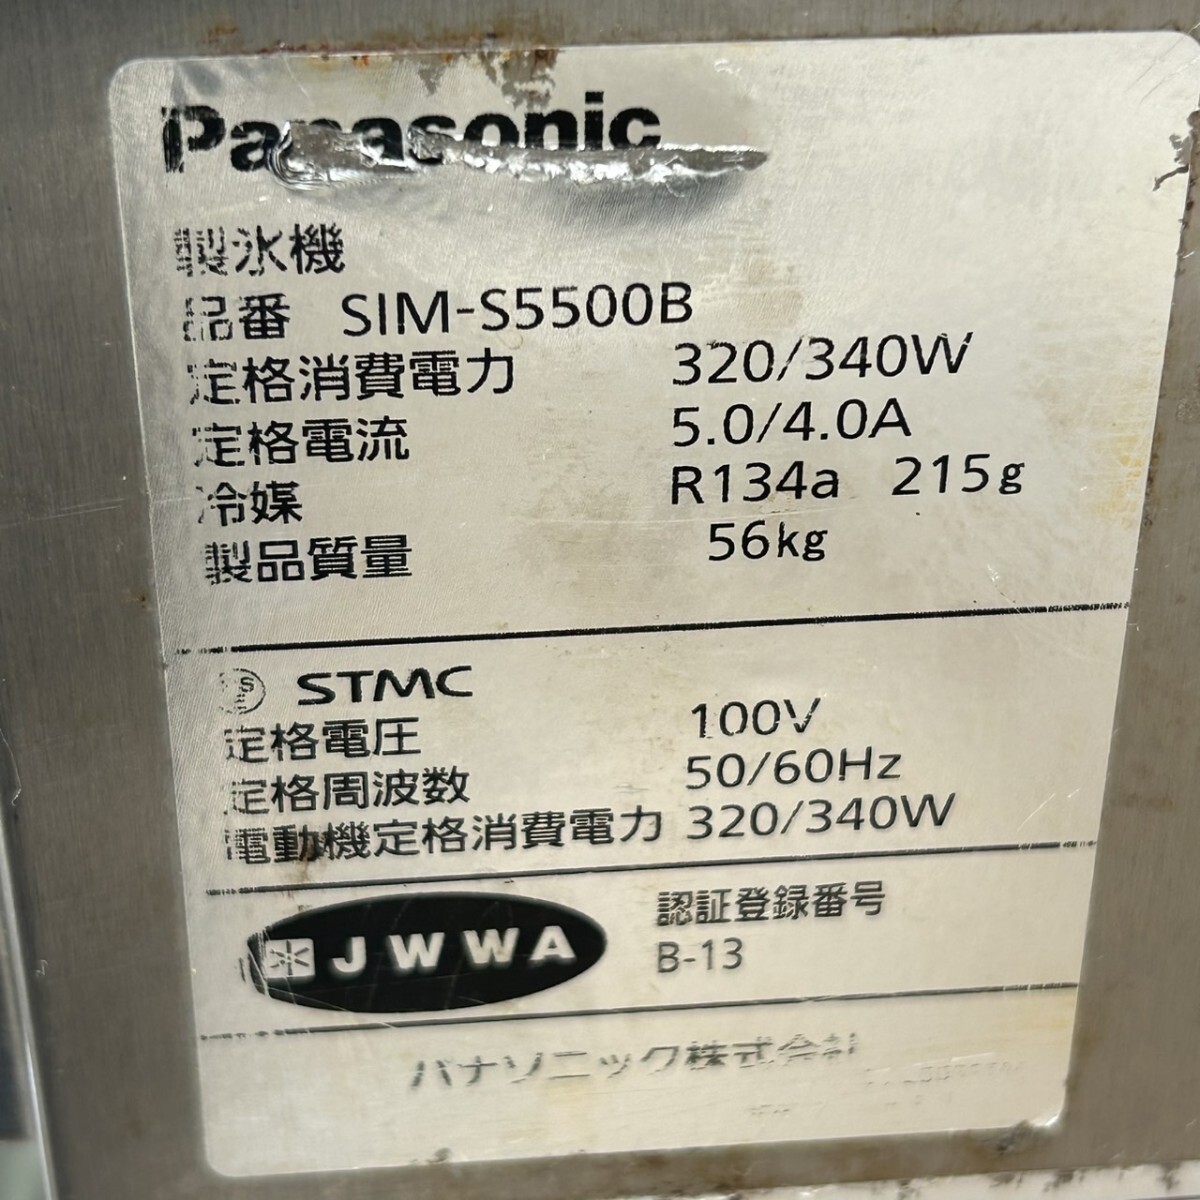 Panasonic
製氷機
品番 SIM-S5500B
定格消費電力 320/340W
定格電流 5.0/4.0A
冷媒 R134a 215g
製品質量 56kg
PSE STMC
定格電圧 100V
定格周波数 50/60Hz
電動機定格消費電力 320/340W
JWWA 認証登録番号
B-13
パナソニック株式会社